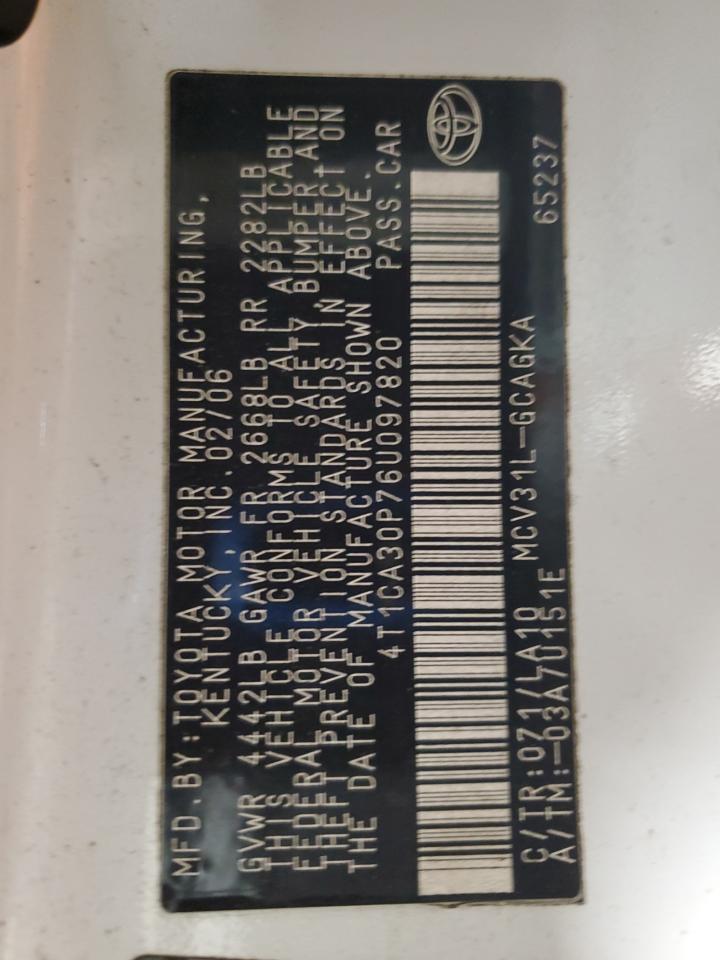 MFD.BY:TOYOTA MOTOR MANUFACTURING,
KENTUCKY,INC.02/06
GVWR 4442LB GAWR FR 2668LB RR 2282LB
THIS VEHICLE CONFORMS TO ALL APPLICABLE
FEDERAL MOTOR VEHICLE SAFETY, BUMPER AND
THEFT PREVENTION STANDARDS IN EFFECT ON
THE DATE OF MANUFACTURE SHOWN ABOVE.
4T1CA30P76U097820 PASS.CAR
C/TR:071/LA10 MCV31L-GCAGKA 65237
A/TM:-03A/U151E